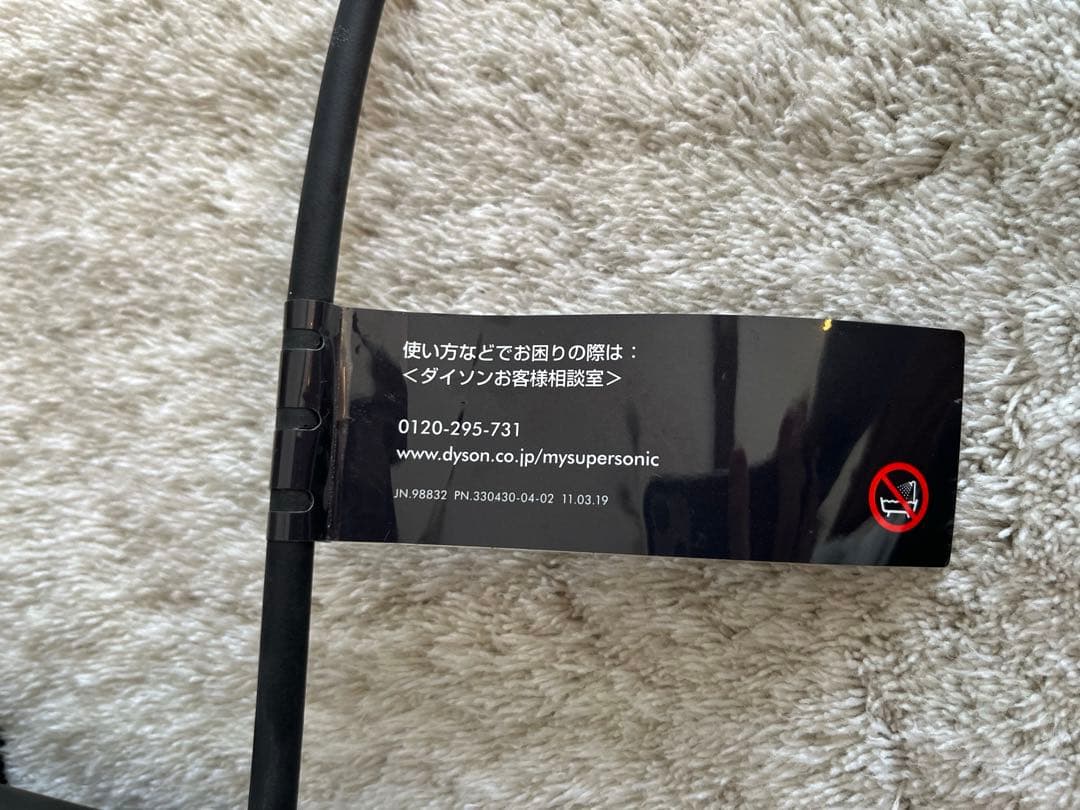 使い方などでお困りの際は：
＜ダイソンお客様相談室＞
0120-295-731
www.dyson.co.jp/mysupersonic
JN.98832 PN.330430-04-02 11.03.19